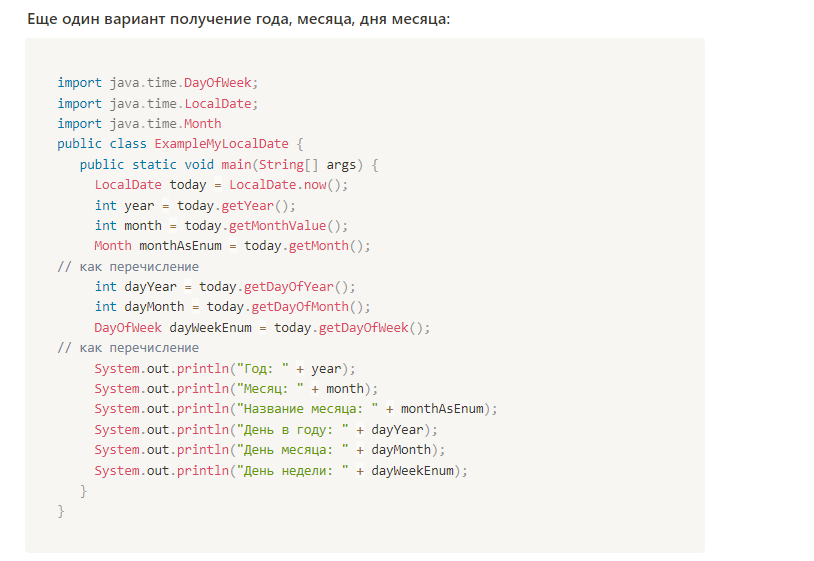 Еще один вариант получение года, месяца, дня месяца:
import java.time.DayOfWeek;
import java.time.LocalDate;
import java.time.Month
public class ExampleMyLocalDate {
   public static void main(String[] args) {
     LocalDate today = LocalDate.now();
     int year = today.getYear();
     int month = today.getMonthValue();
     Month monthAsEnum = today.getMonth();
// как перечисление
     int dayYear = today.getDayOfYear();
     int dayMonth = today.getDayOfMonth();
     DayOfWeek dayWeekEnum = today.getDayOfWeek();
// как перечисление
     System.out.println("Год: " + year);
     System.out.println("Месяц: " + month);
     System.out.println("Название месяца: " + monthAsEnum);
     System.out.println("День в году: " + dayYear);
     System.out.println("День месяца: " + dayMonth);
     System.out.println("День недели: " + dayWeekEnum);
   }
}